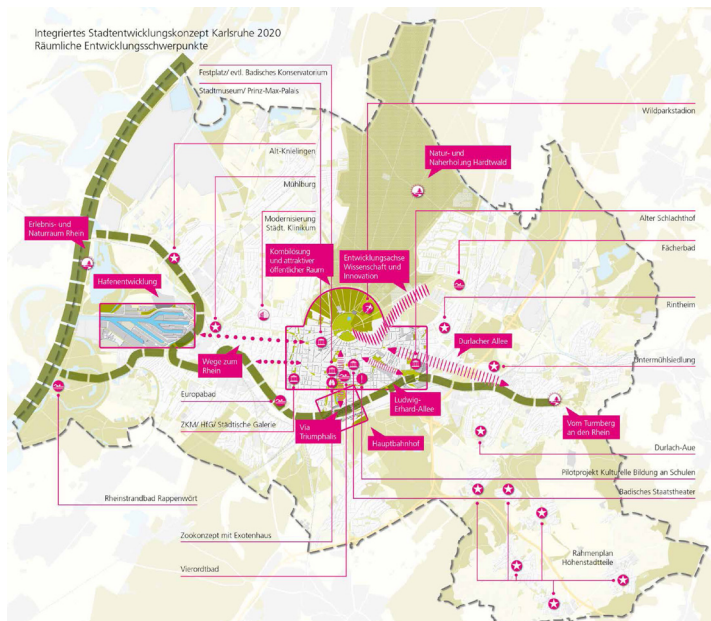 Integriertes Stadtentwicklungskonzept Karlsruhe 2020
Räumliche Entwicklungsschwerpunkte
Festplatz/ evtl. Badisches Konservatorium
Stadtmuseum/ Prinz-Max-Palais
Wildparkstadion
Alt-Knielingen
Natur- und
Naherholung Hardtwald
Mühlburg
Modernisierung
Städt. Klinikum
Alter Schlachthof
Erlebnis- und
Naturraum Rhein
Fächerbad
Kombilösung
und attraktiver
öffentlicher Raum
Entwicklungsachse
Wissenschaft und
Innovation
Hafenentwicklung
Rintheim
Durlacher Allee
Wege zum
Rhein
Untermühlsiedlung
Europabad
Ludwig-
Erhard-Allee
ZKM/ HfG/ Städtische Galerie
Via
Triumphalis
Hauptbahnhof
Vom Turmberg
an den Rhein
Durlach-Aue
Pilotprojekt Kulturelle Bildung an Schulen
Rheinstrandbad Rappenwört
Badisches Staatstheater
Zookonzept mit Exotenhaus
Rahmenplan
Höhenstadtteile
Vierordtbad